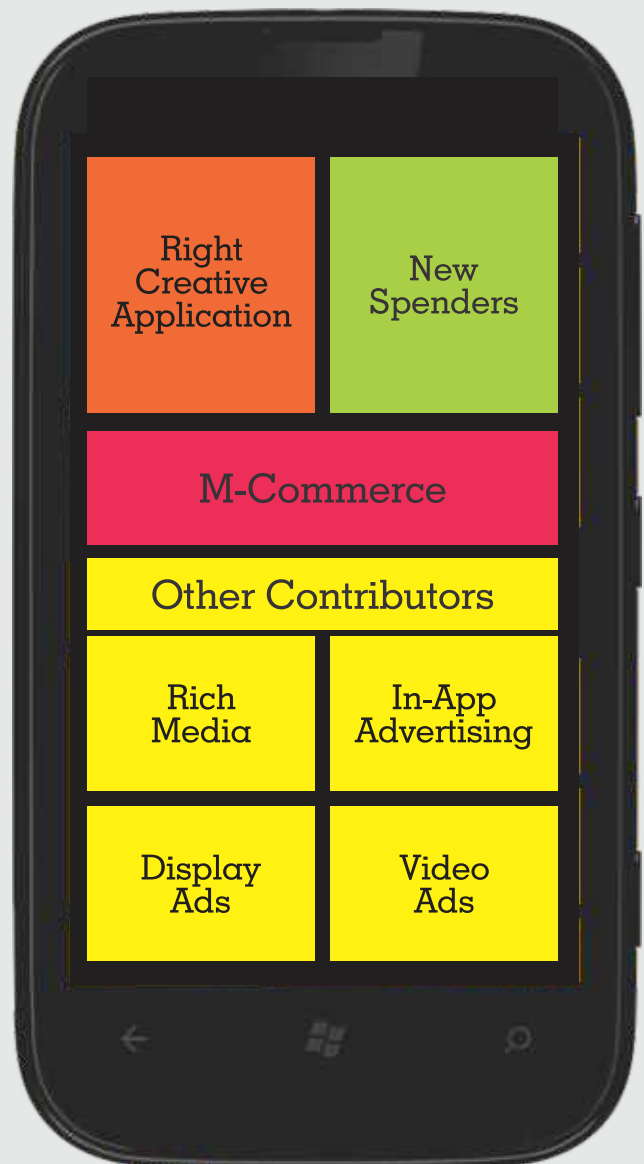 Right
Creative
Application
New
Spenders
M-Commerce
Other Contributors
Rich
Media
In-App
Advertising
Display
Ads
Video
Ads